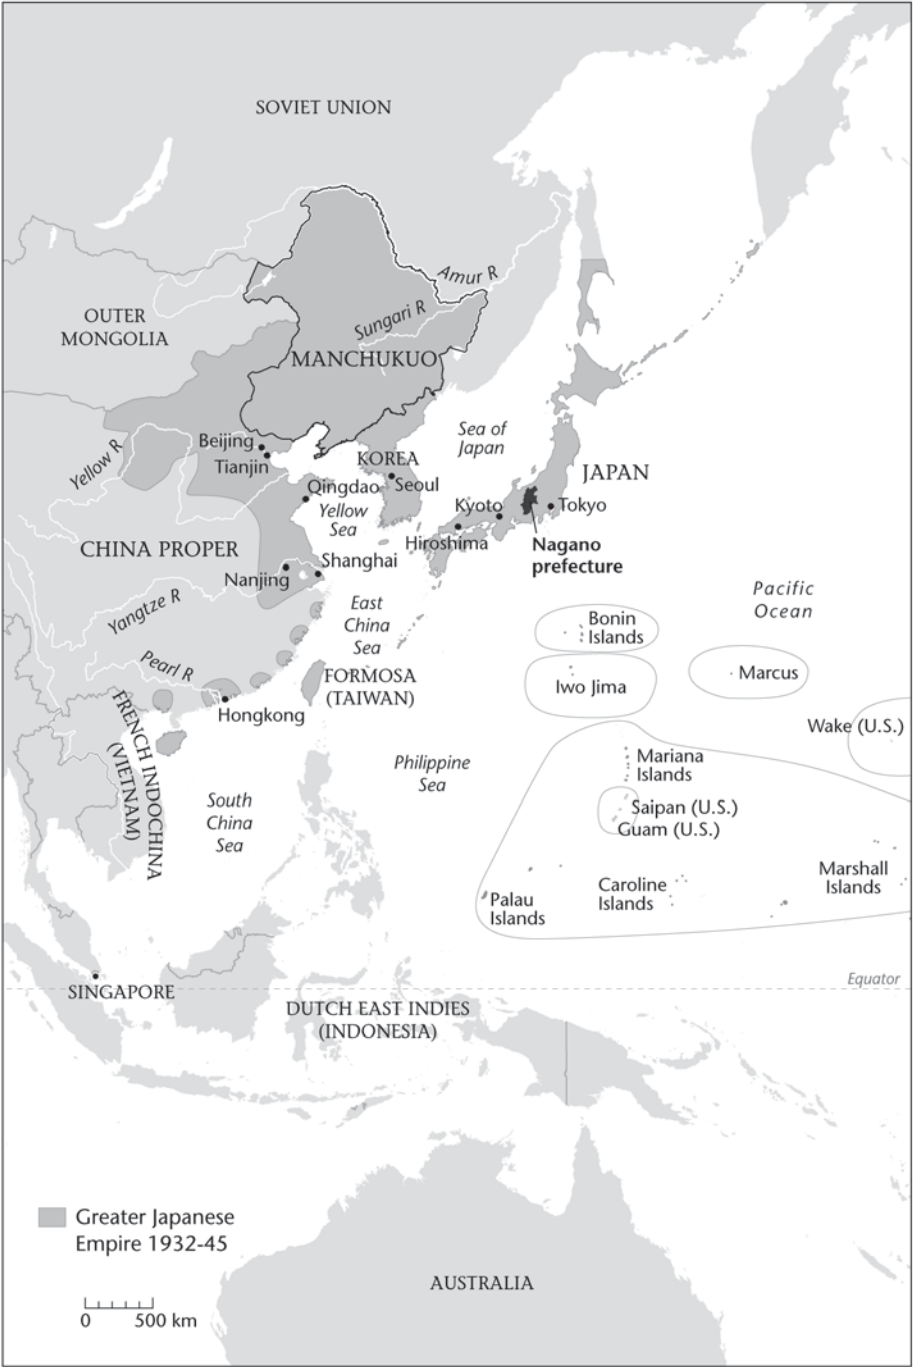 SOVIET UNION
Amur R
Sungari R
OUTER
MONGOLIA
MANCHUKUO
Sea of
Japan
Beijing
Tianjin
Yellow R
KOREA
Seoul
JAPAN
Qingdao
Yellow
Sea
Kyoto
Tokyo
Hiroshima
Nagano
prefecture
CHINA PROPER
Shanghai
Nanjing
Yangtze R
East
China
Sea
Pacific
Ocean
Bonin
Islands
Pearl R
FORMOSA
(TAIWAN)
Iwo Jima
Marcus
Hongkong
Wake (U.S.)
FRENCH INDOCHINA
(VIETNAM)
Philippine
Sea
Mariana
Islands
South
China
Sea
Saipan (U.S.)
Guam (U.S.)
Marshall
Islands
Caroline
Islands
Palau
Islands
SINGAPORE
Equator
DUTCH EAST INDIES
(INDONESIA)
Greater Japanese
Empire 1932-45
AUSTRALIA
0 500 km